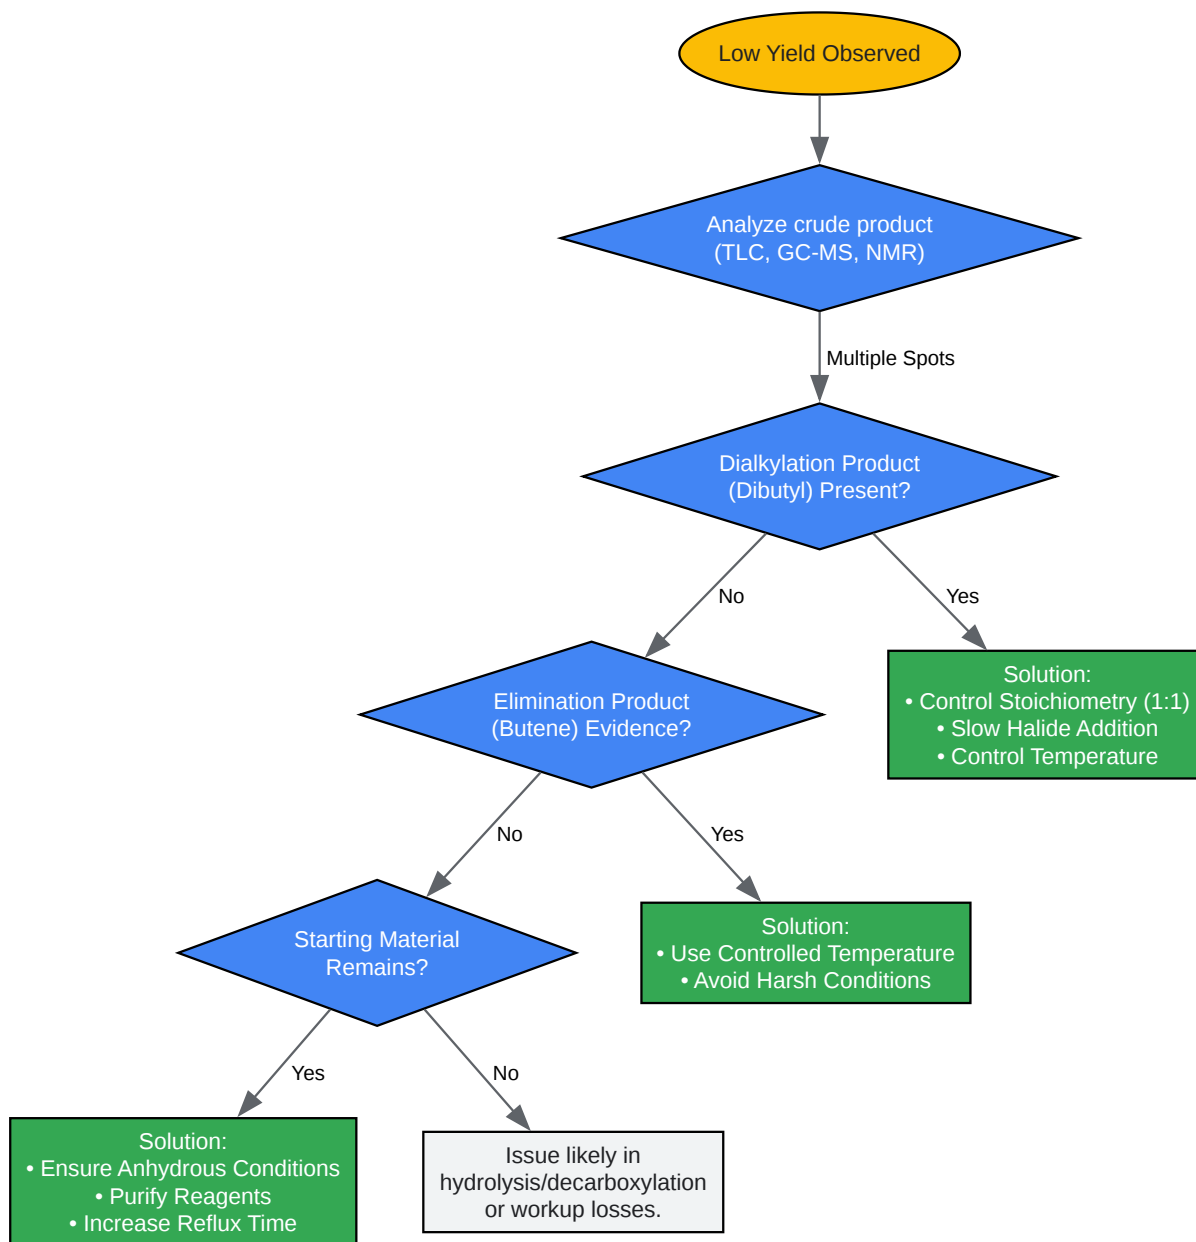 Low Yield Observed
Analyze crude product
(TLC, GC-MS, NMR)
Multiple Spots
Dialkylation Product
(Dibutyl) Present?
No
Yes
Elimination Product
(Butene) Evidence?
Solution:
• Control Stoichiometry (1:1)
• Slow Halide Addition
• Control Temperature
No
Yes
Starting Material
Remains?
Solution:
• Use Controlled Temperature
• Avoid Harsh Conditions
Yes
No
Solution:
• Ensure Anhydrous Conditions
• Purify Reagents
• Increase Reflux Time
Issue likely in
hydrolysis/decarboxylation
or workup losses.